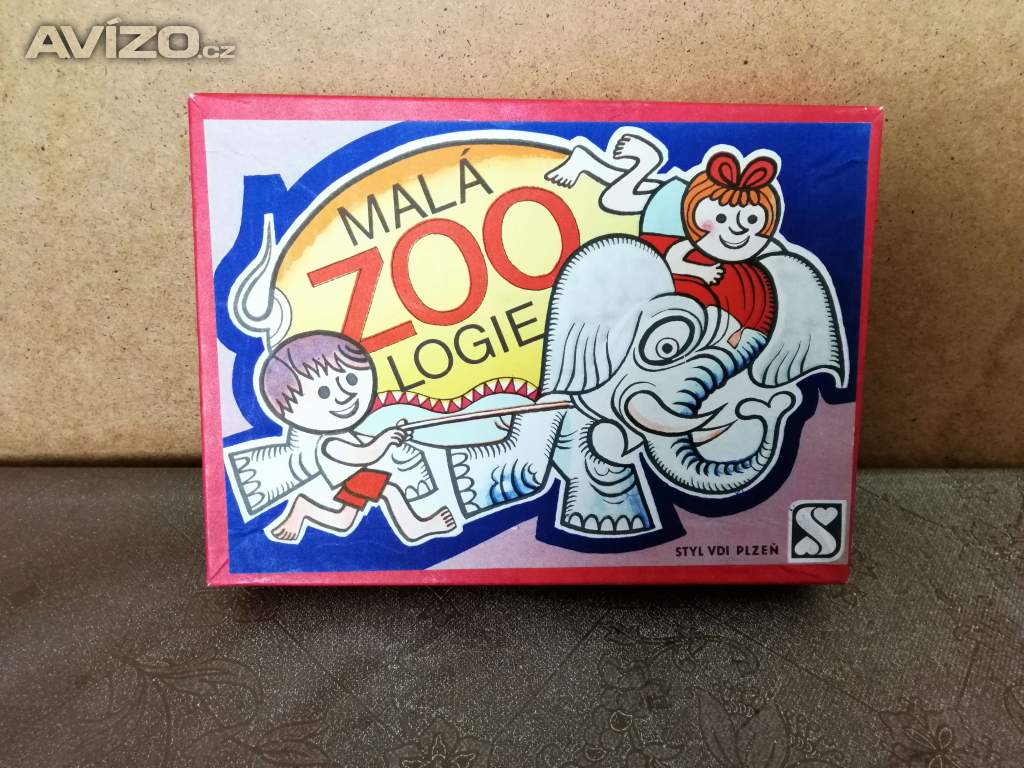 AVÍZO.cz
MALÁ
ZOO
LOGIE
STYL VDI PLZEŇ
S